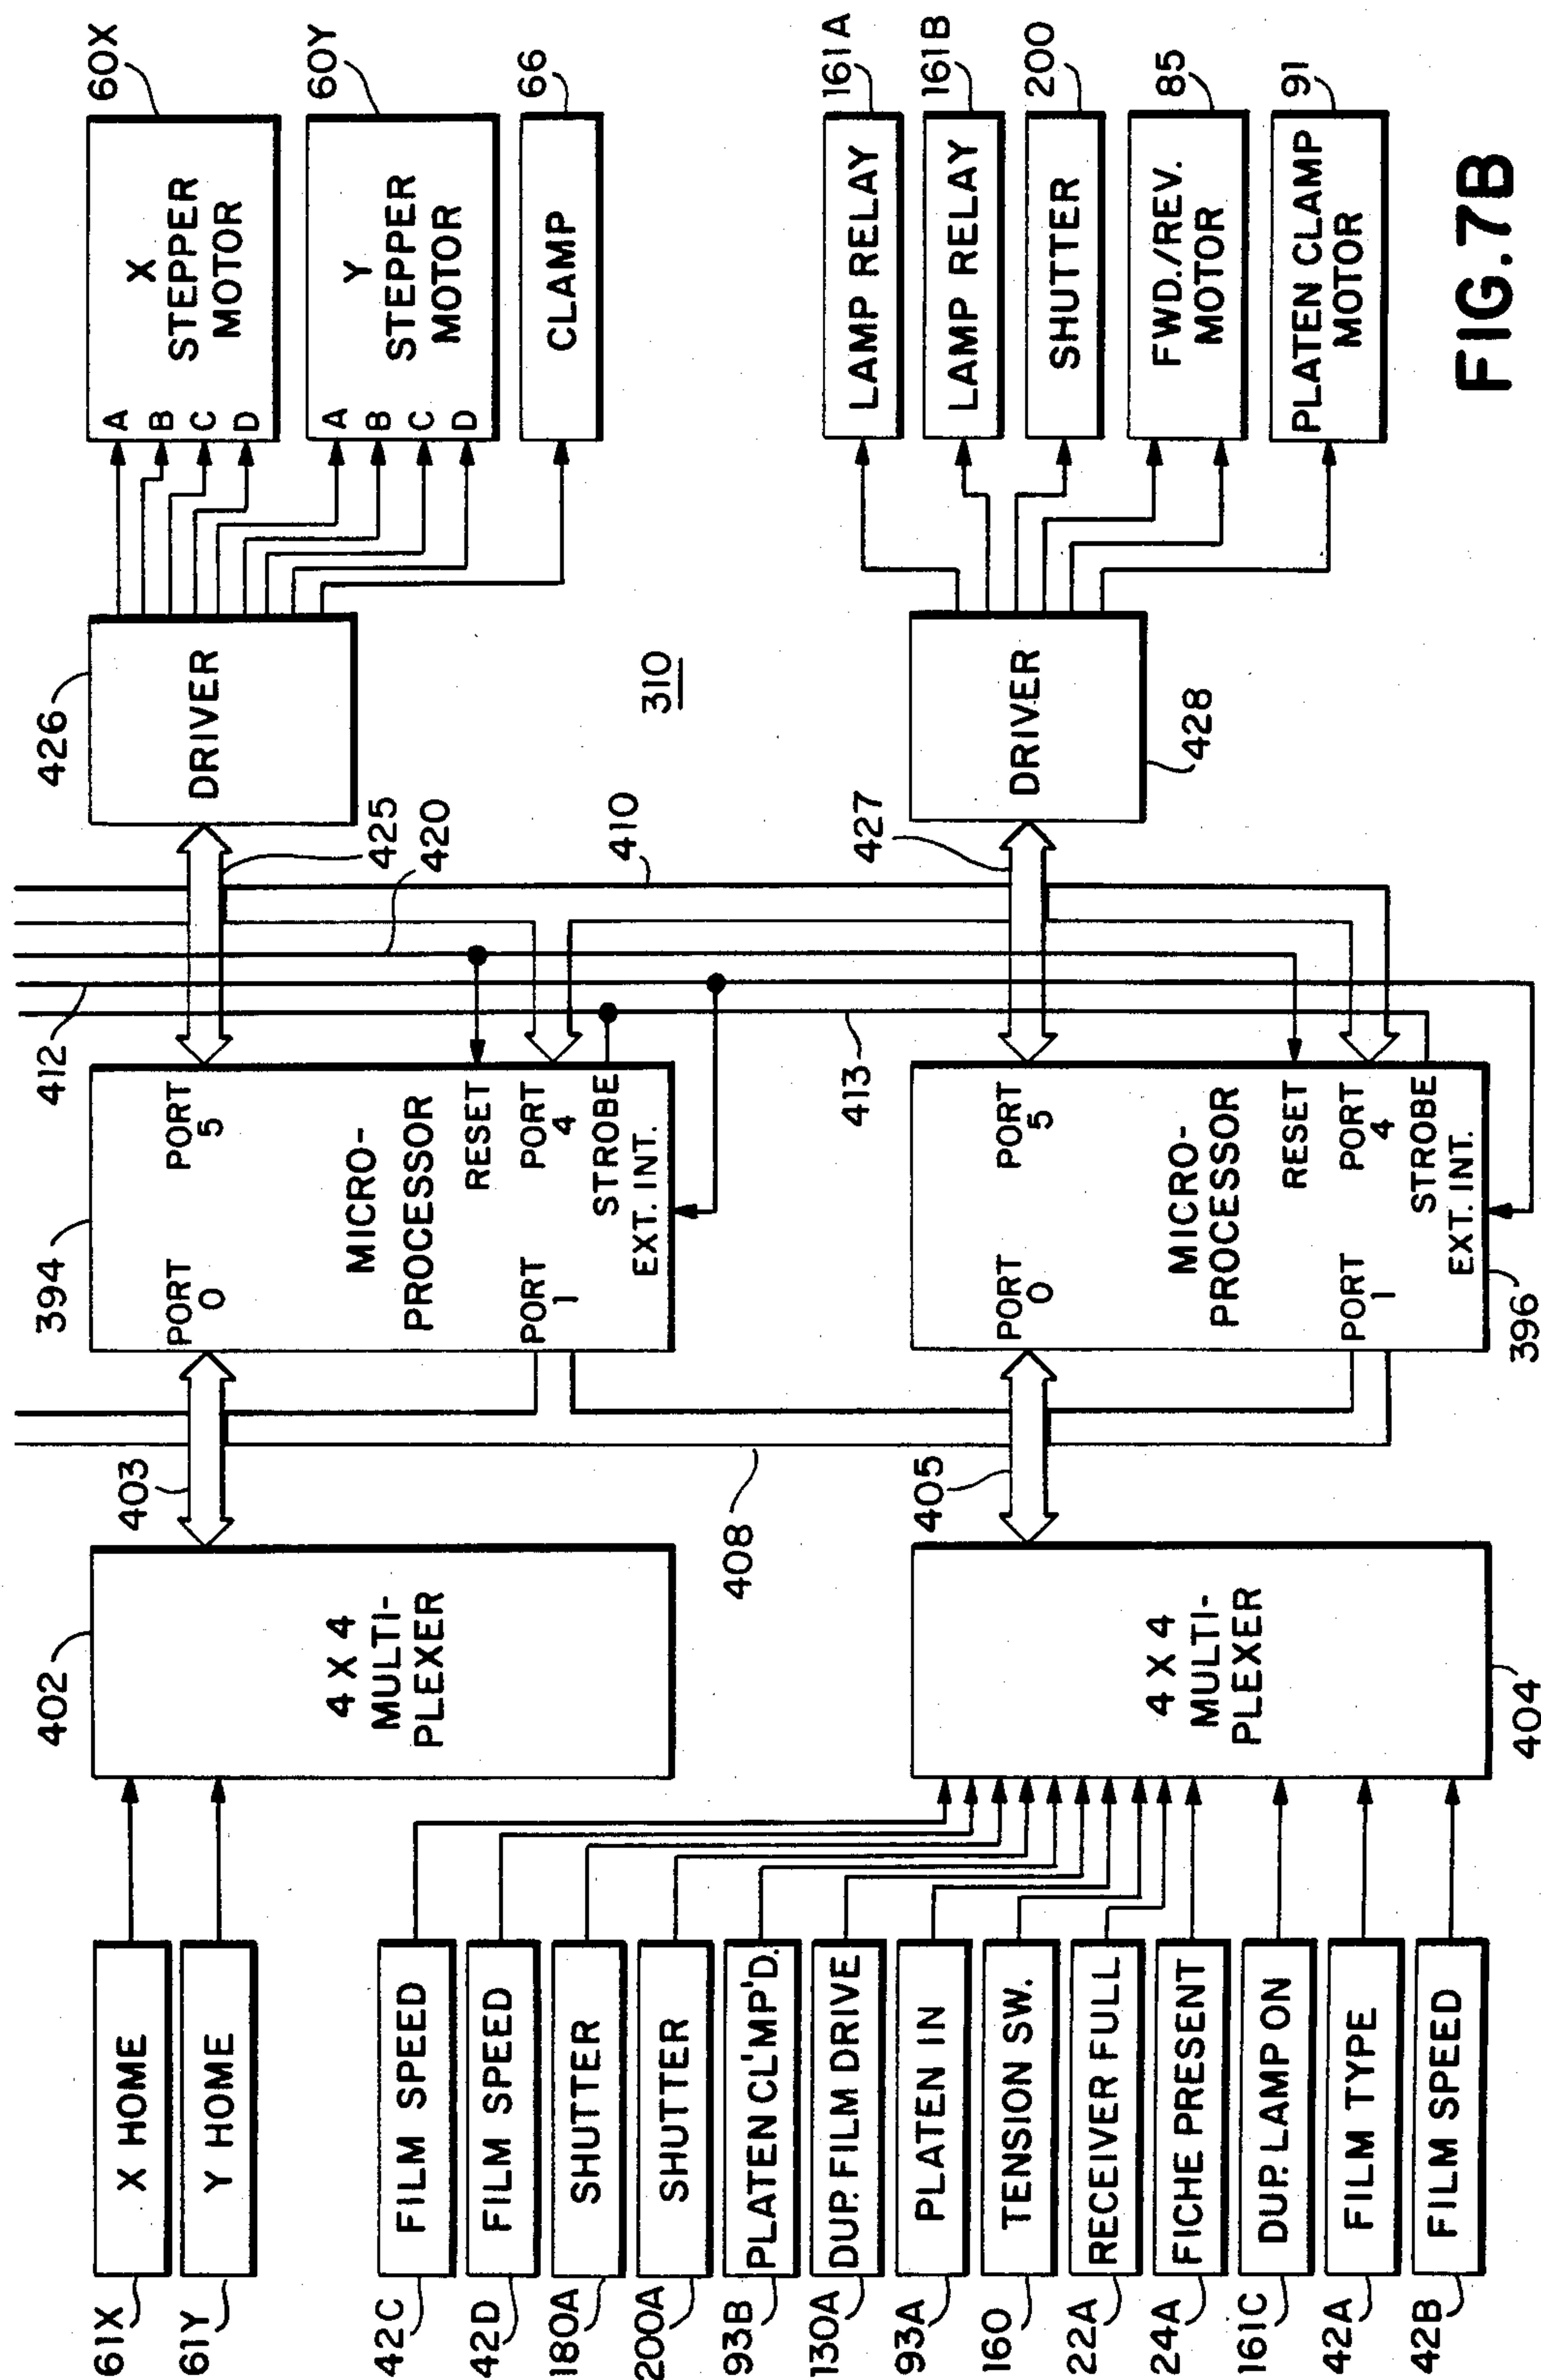 61X
X HOME
61Y
Y HOME
42C
FILM SPEED
42D
FILM SPEED
180A
SHUTTER
200A
SHUTTER
93B
PLATEN CL'MP'D.
130A
DUP. FILM DRIVE
93A
PLATEN IN
160
TENSION SW.
22A
RECEIVER FULL
24A
FICHE PRESENT
161C
DUP. LAMP ON
42A
FILM TYPE
42B
FILM SPEED
402
4 X 4
MULTI-
PLEXER
404
4 X 4
MULTI-
PLEXER
403
405
408
394
PORT
0
PORT
5
MICRO-
PROCESSOR
RESET
PORT
1
PORT
4
STROBE
EXT. INT.
396
PORT
0
PORT
5
MICRO-
PROCESSOR
RESET
PORT
1
PORT
4
STROBE
EXT. INT.
412
413
425
420
410
427
426
DRIVER
310
DRIVER
428
60X
A
B
C
D
X
STEPPER
MOTOR
60Y
A
B
C
D
Y
STEPPER
MOTOR
66
CLAMP
161A
LAMP RELAY
161B
LAMP RELAY
200
SHUTTER
85
FWD./REV.
MOTOR
91
PLATEN CLAMP
MOTOR
FIG.7B